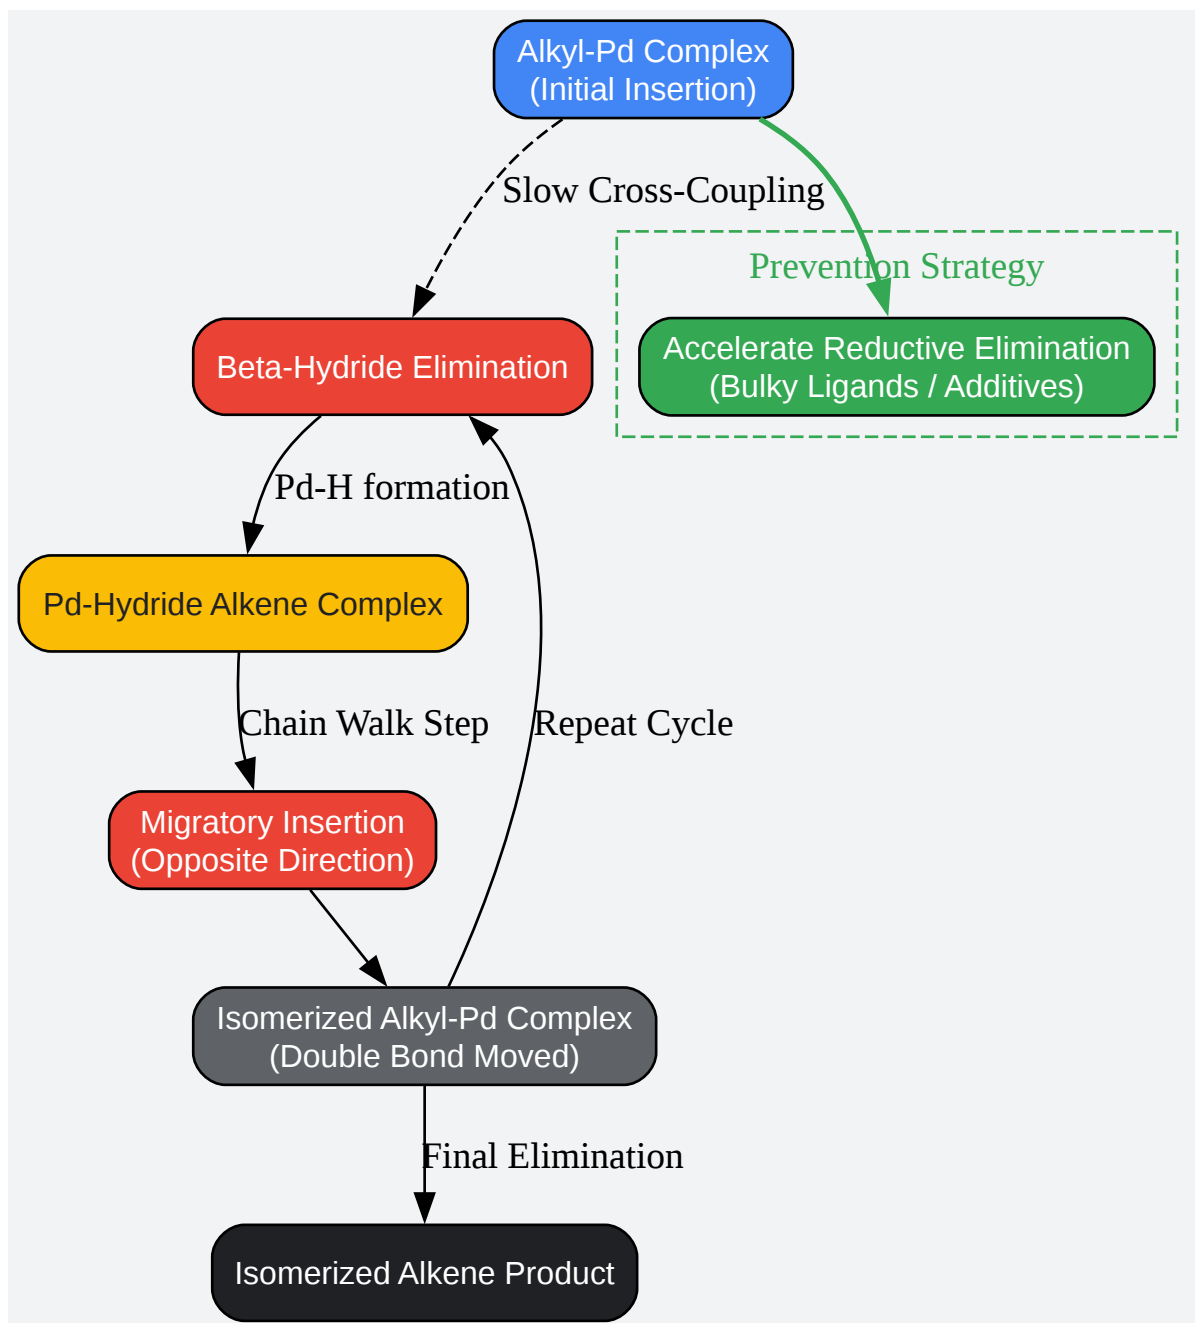 Alkyl-Pd Complex
(Initial Insertion)
Slow Cross-Coupling
Prevention Strategy
Accelerate Reductive Elimination
(Bulky Ligands / Additives)
Beta-Hydride Elimination
Pd-H formation
Pd-Hydride Alkene Complex
Chain Walk Step
Repeat Cycle
Migratory Insertion
(Opposite Direction)
Isomerized Alkyl-Pd Complex
(Double Bond Moved)
Final Elimination
Isomerized Alkene Product